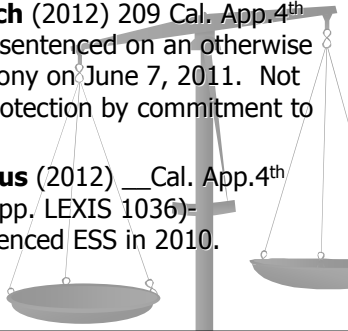 ch (2012) 209 Cal. App.4th
sentenced on an otherwise
ony on June 7, 2011. Not
otection by commitment to
us (2012) __Cal. App.4th
pp. LEXIS 1036)-
enced ESS in 2010.